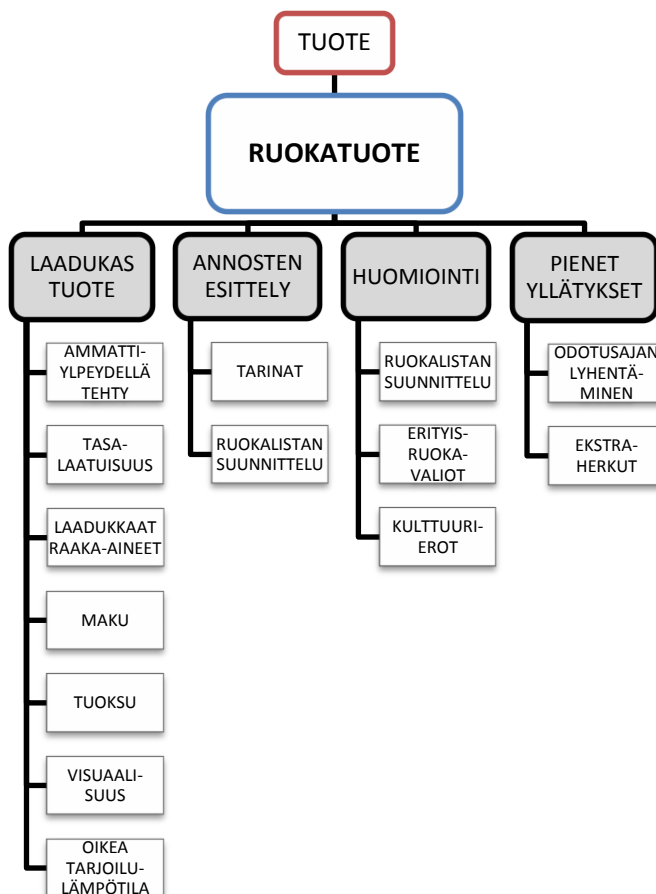 TUOTE
RUOKATUOTE
LAADUKAS
TUOTE
AMMATTI-
YLPEYDELLÄ
TEHTY
TASA-
LAATUISUUS
LAADUKKAAT
RAAKA-AINEET
MAKU
TUOKSU
VISUAALI-
SUUS
OIKEA
TARJOILU-
LÄMPÖTILA
ANNOSTEN
ESITTELY
TARINAT
RUOKALISTAN
SUUNNITTELU
HUOMIOINTI
RUOKALISTAN
SUUNNITTELU
ERITYIS-
RUOKA-
VALIOT
KULTTUURI-
EROT
PIENET
YLLÄTYKSET
ODOTUSAJAN
LYHENTÄ-
MINEN
EKSTRA-
HERKUT